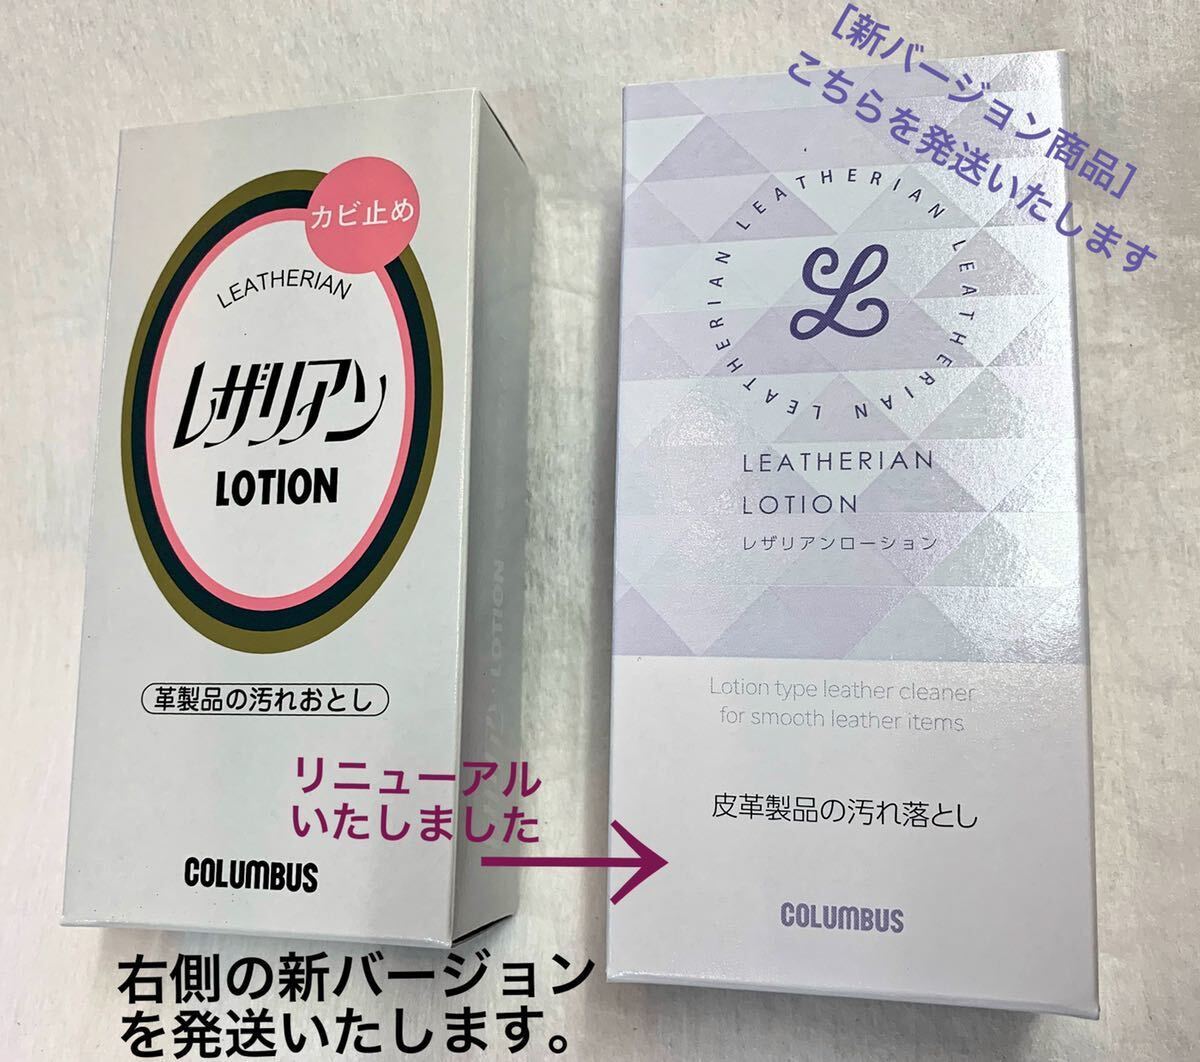 [新バージョン商品]
こちらを発送いたします
カビ止め
LEATHERIAN
レザリアン
LOTION
革製品の汚れおとし
COLUMBUS
LOTION
リニューアル
いたしました
右側の新バージョン
を発送いたします。
LEATHERIAN LEATHERIAN LEATHERIAN LEATHERIAN
L
LEATHERIAN
LOTION
レザリアンローション
Lotion type leather cleaner
for smooth leather items
皮革製品の汚れ落とし
COLUMBUS